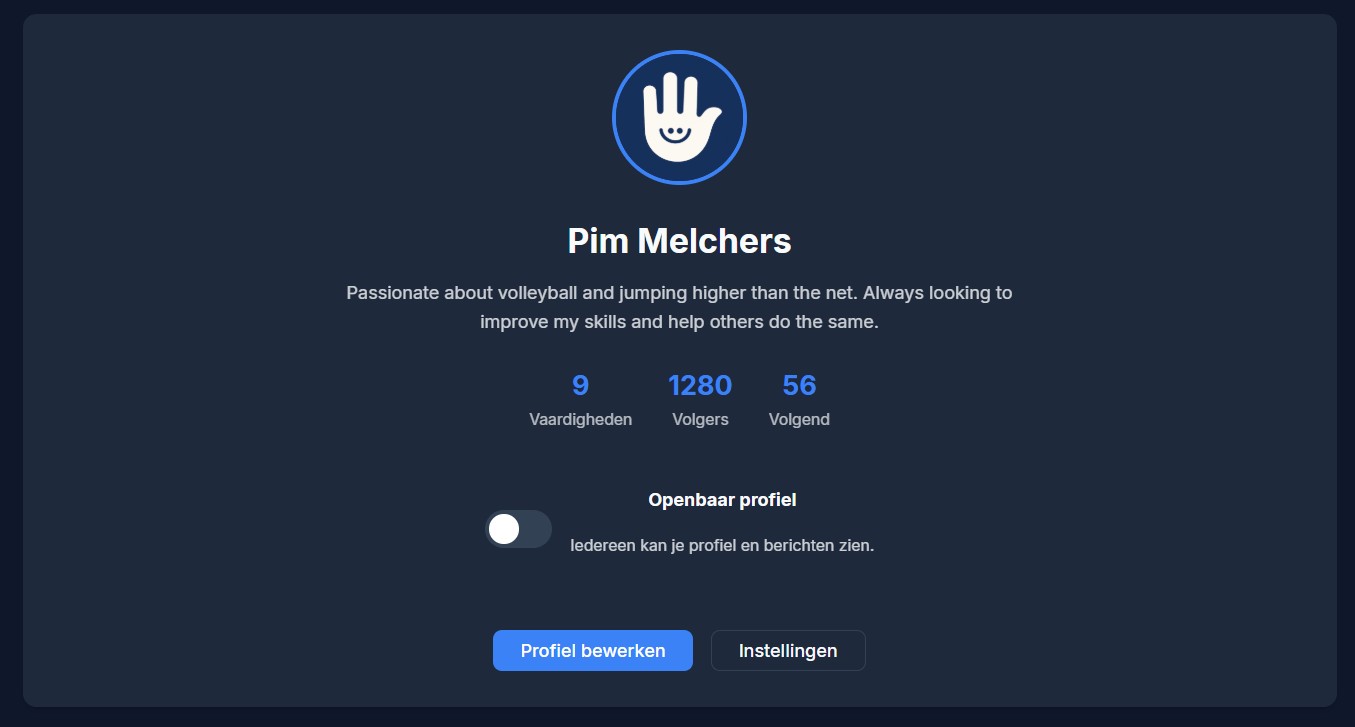 Pim Melchers
Passionate about volleyball and jumping higher than the net. Always looking to
improve my skills and help others do the same.
9 1280 56
Vaardigheden Volgers Volgend
Openbaar profiel
Iedereen kan je profiel en berichten zien.
Profiel bewerken Instellingen